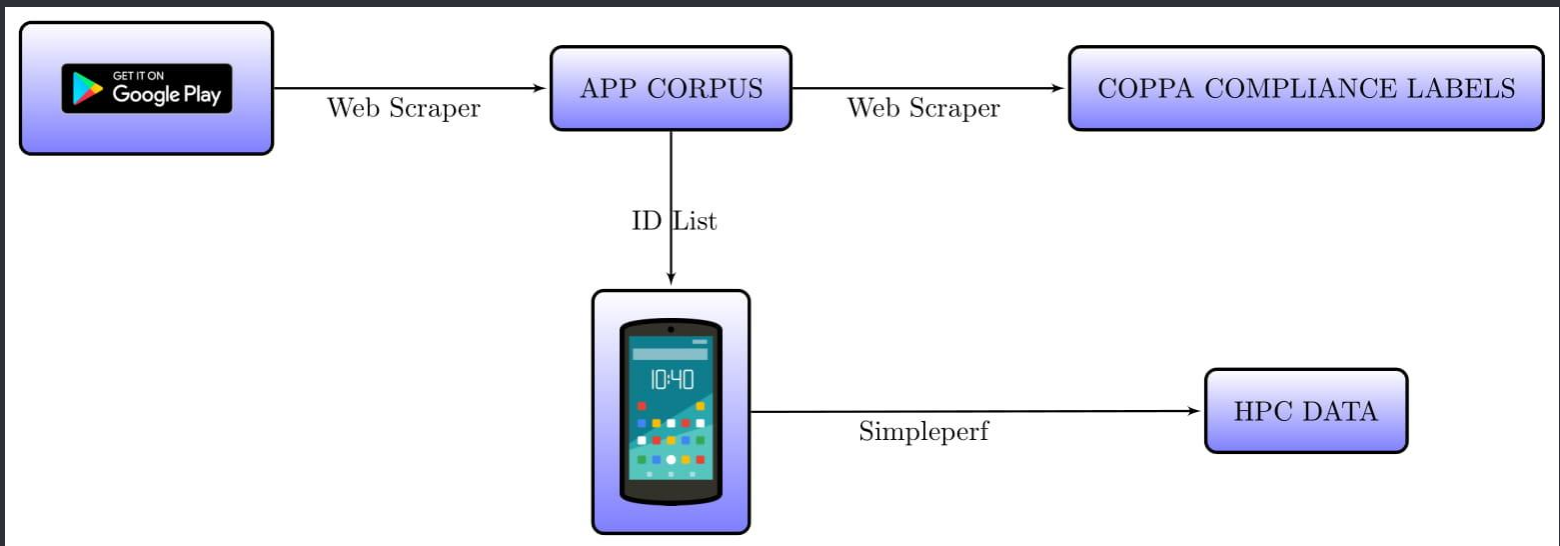 GET IT ON
Google Play
Web Scraper
APP CORPUS
Web Scraper
COPPA COMPLIANCE LABELS
ID List
10:40
Simpleperf
HPC DATA